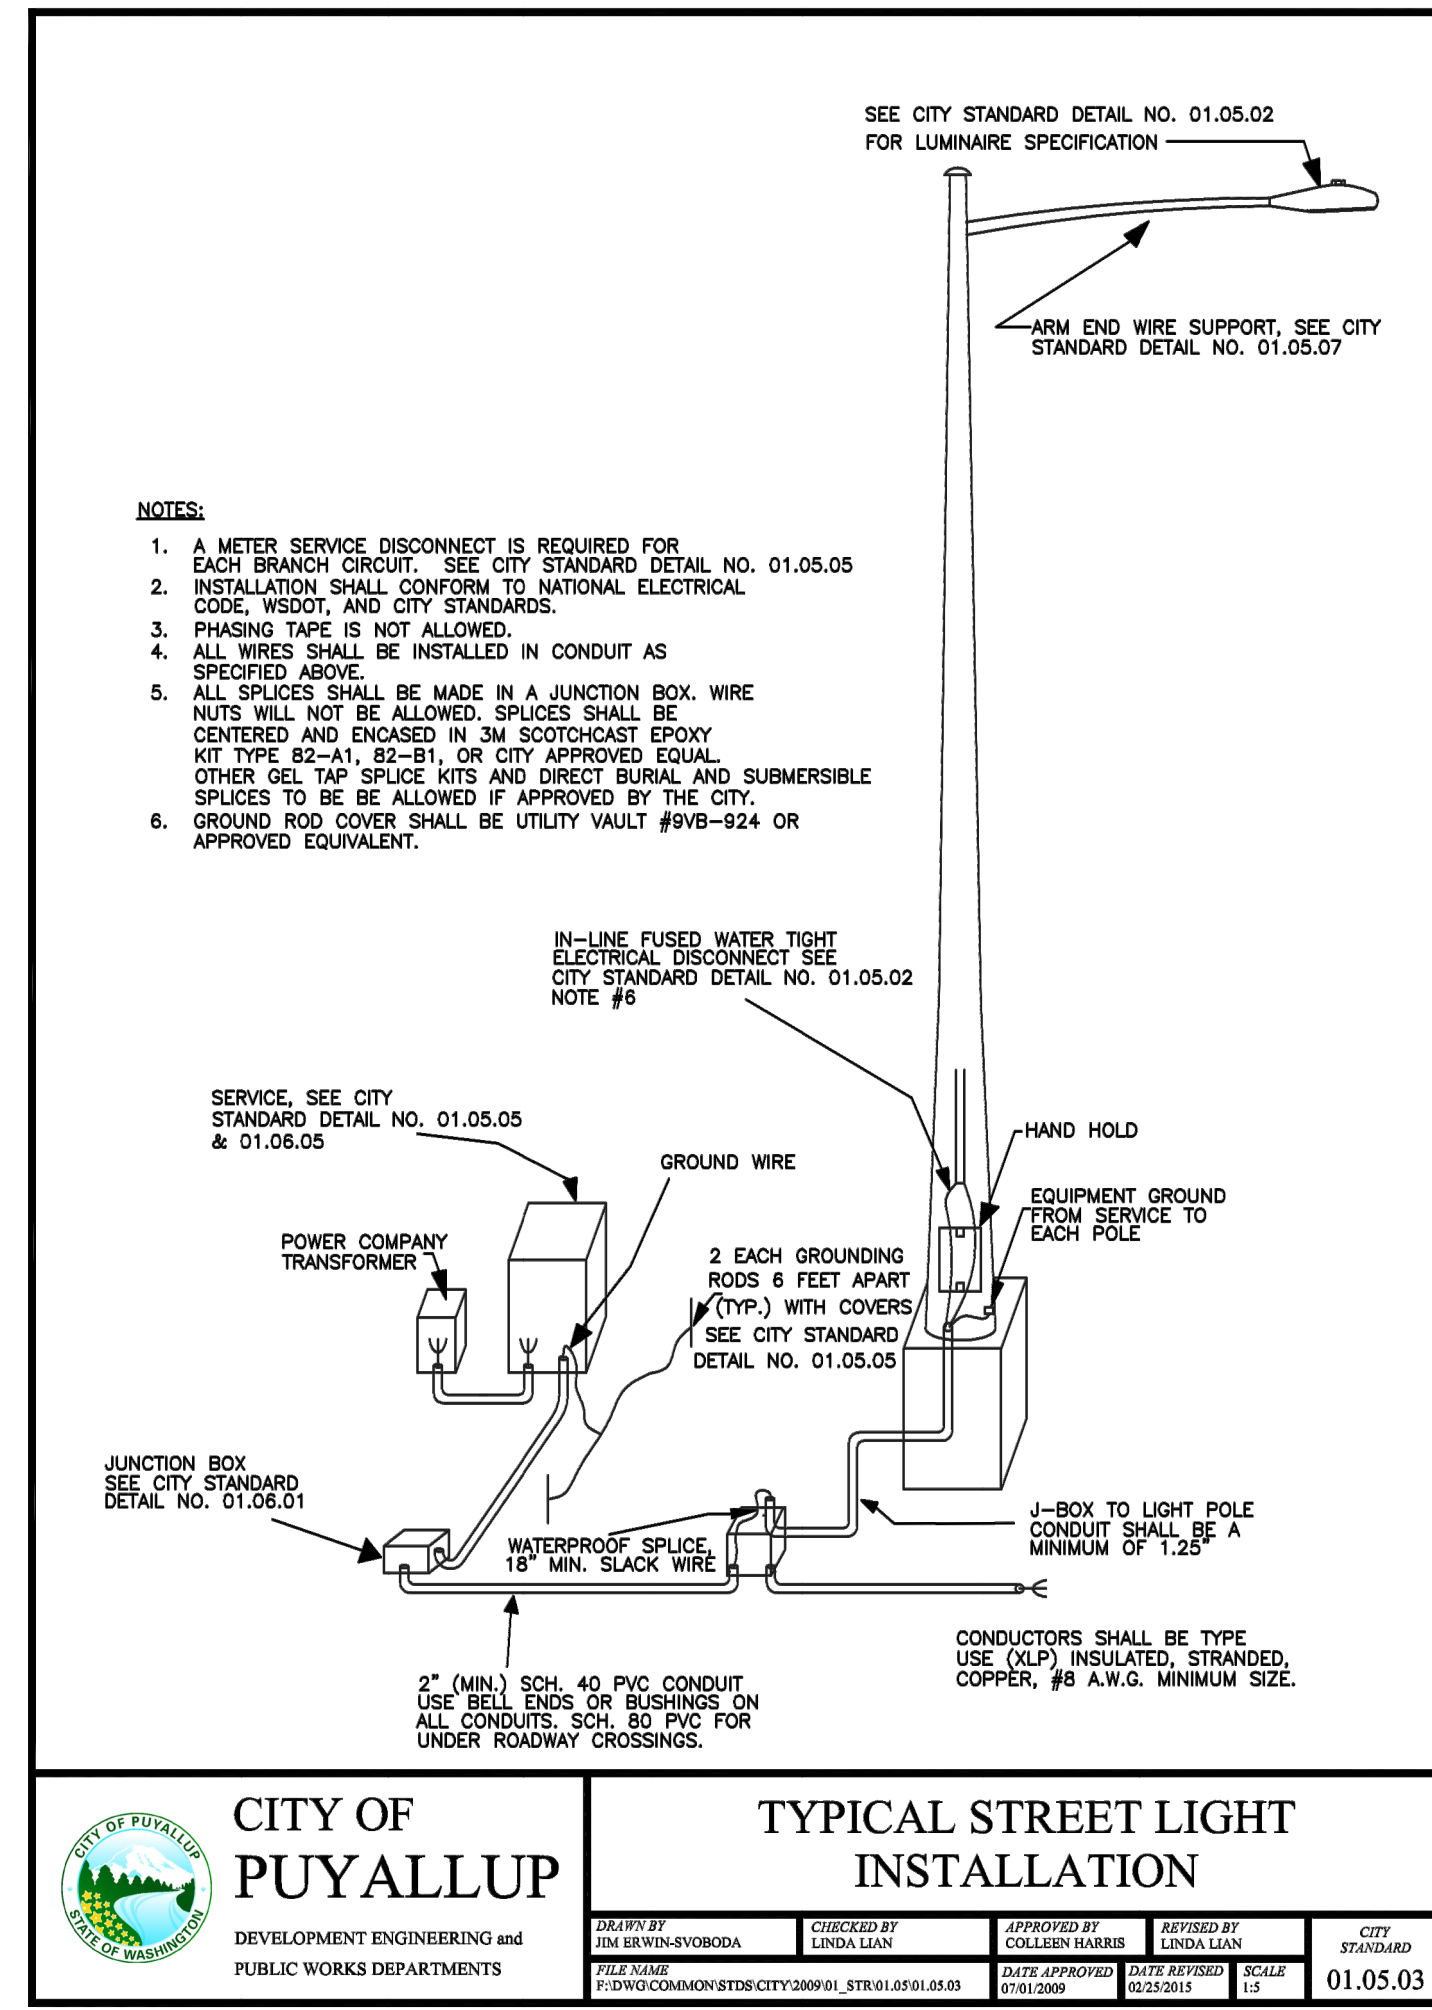 SEE CITY STANDARD DETAIL NO. 01.05.02
FOR LUMINAIRE SPECIFICATION
ARM END WIRE SUPPORT, SEE CITY
STANDARD DETAIL NO. 01.05.07
NOTES:
1. A METER SERVICE DISCONNECT IS REQUIRED FOR
EACH BRANCH CIRCUIT. SEE CITY STANDARD DETAIL NO. 01.05.05
2. INSTALLATION SHALL CONFORM TO NATIONAL ELECTRICAL
CODE, WSDOT, AND CITY STANDARDS.
3. PHASING TAPE IS NOT ALLOWED.
4. ALL WIRES SHALL BE INSTALLED IN CONDUIT AS
SPECIFIED ABOVE.
5. ALL SPLICES SHALL BE MADE IN A JUNCTION BOX. WIRE
NUTS WILL NOT BE ALLOWED. SPLICES SHALL BE
CENTERED AND ENCASED IN 3M SCOTCHCAST EPOXY
KIT TYPE 82-A1, 82-B1, OR CITY APPROVED EQUAL.
OTHER GEL TAP SPLICE KITS AND DIRECT BURIAL AND SUBMERSIBLE
SPLICES TO BE BE ALLOWED IF APPROVED BY THE CITY.
6. GROUND ROD COVER SHALL BE UTILITY VAULT #9VB-924 OR
APPROVED EQUIVALENT.
IN-LINE FUSED WATER TIGHT
ELECTRICAL DISCONNECT SEE
CITY STANDARD DETAIL NO. 01.05.02
NOTE #6
SERVICE, SEE CITY
STANDARD DETAIL NO. 01.05.05
& 01.06.05
GROUND WIRE
HAND HOLD
EQUIPMENT GROUND
FROM SERVICE TO
EACH POLE
POWER COMPANY
TRANSFORMER
2 EACH GROUNDING
RODS 6 FEET APART
(TYP.) WITH COVERS
SEE CITY STANDARD
DETAIL NO. 01.05.05
JUNCTION BOX
SEE CITY STANDARD
DETAIL NO. 01.06.01
WATERPROOF SPLICE,
18" MIN. SLACK WIRE
J-BOX TO LIGHT POLE
CONDUIT SHALL BE A
MINIMUM OF 1.25"
CONDUCTORS SHALL BE TYPE
USE (XLP) INSULATED, STRANDED,
COPPER, #8 A.W.G. MINIMUM SIZE.
2" (MIN.) SCH. 40 PVC CONDUIT
USE BELL ENDS OR BUSHINGS ON
ALL CONDUITS. SCH. 80 PVC FOR
UNDER ROADWAY CROSSINGS.
CITY OF PUYALLUP
STATE OF WASHINGTON
CITY OF
PUYALLUP
DEVELOPMENT ENGINEERING and
PUBLIC WORKS DEPARTMENTS
TYPICAL STREET LIGHT
INSTALLATION
DRAWN BY
JIM ERWIN-SVOBODA
CHECKED BY
LINDA LIAN
APPROVED BY
COLLEEN HARRIS
REVISED BY
LINDA LIAN
FILE NAME
F:\DWG\COMMON\STDS\CITY\2009\01_STR\01.05\01.05.03
DATE APPROVED
07/01/2009
DATE REVISED
02/25/2015
SCALE
1:5
CITY
STANDARD
01.05.03